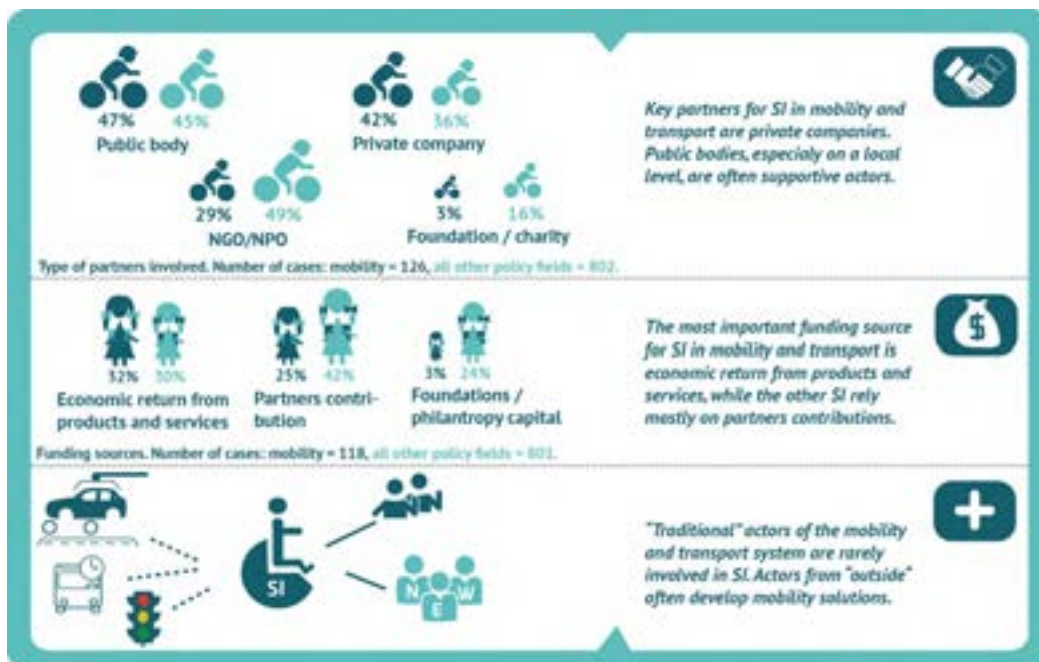 47% 45%
Public body
42% 36%
Private company
29% 49%
NGO/NPO
3% 16%
Foundation / charity
Type of partners involved. Number of cases: mobility = 126, all other policy fields = 802.
Key partners for SI in mobility and
transport are private companies.
Public bodies, especialy on a local
level, are often supportive actors.
32% 30%
Economic return from
products and services
25% 42%
Partners contri-
bution
3% 24%
Foundations /
philantropy capital
Funding sources. Number of cases: mobility = 118, all other policy fields =
The most important funding source
for SI in mobility and transport is
economic return from products and
services, while the other SI rely
mostly on partners contributions.
$
SI
N E W
"Traditional" actors of the mobility
and transport system are rarely
involved in SI. Actors from "outside"
often develop mobility solutions.